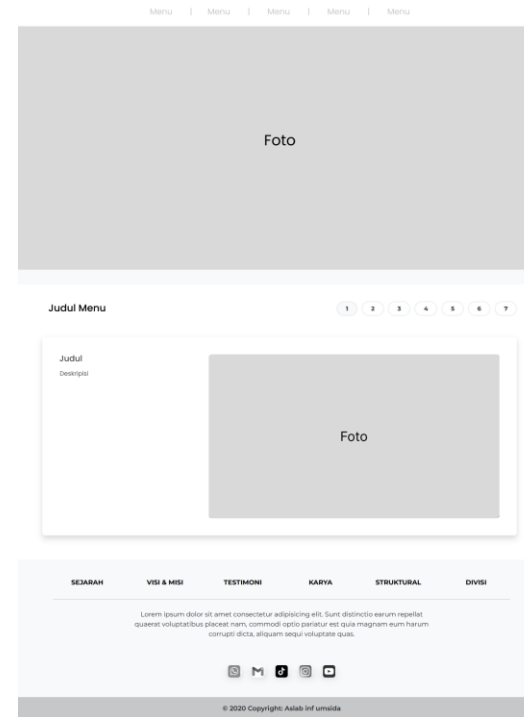 Menu | Menu | Menu | Menu | Menu
Foto
Judul Menu
1 2 3 4 5 6 7
Judul
Deskripisi
Foto
SEJARAH VISI & MISI TESTIMONI KARYA STRUKTURAL DIVISI
Lorem ipsum dolor sit amet consectetur adipisicing elit. Sunt distinctio earum repellat
quaerat voluptatibus placeat nam, commodi optio pariatur est quia magnam eum harum
corrupti dicta, aliquam sequi voluptate quas.
© 2020 Copyright: Aslab inf umsida